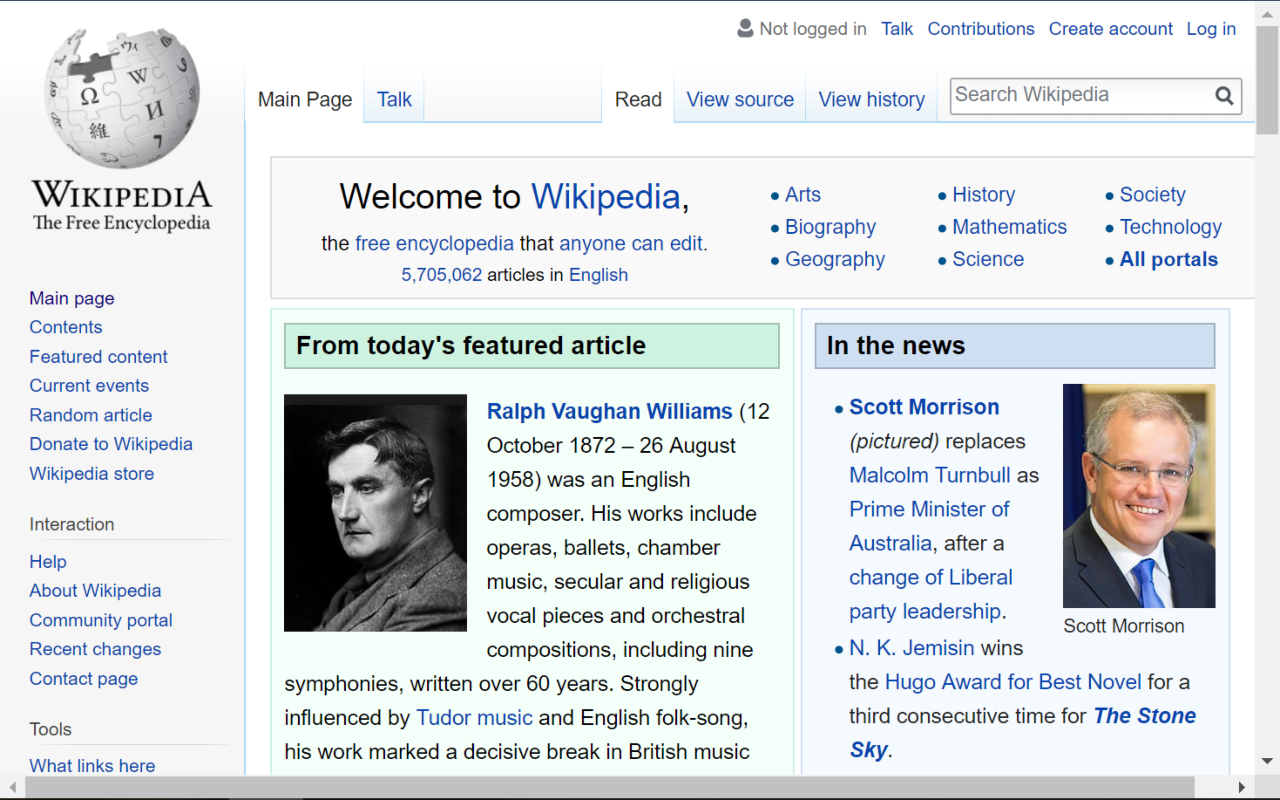 Not logged in Talk Contributions Create account Log in
Main Page Talk Read View source View history Search Wikipedia
WIKIPEDIA
The Free Encyclopedia
Main page
Contents
Featured content
Current events
Random article
Donate to Wikipedia
Wikipedia store
Interaction
Help
About Wikipedia
Community portal
Recent changes
Contact page
Tools
What links here
Welcome to Wikipedia,
the free encyclopedia that anyone can edit.
5,705,062 articles in English
Arts
Biography
Geography
History
Mathematics
Science
Society
Technology
All portals
From today's featured article
Ralph Vaughan Williams (12
October 1872 – 26 August
1958) was an English
composer. His works include
operas, ballets, chamber
music, secular and religious
vocal pieces and orchestral
compositions, including nine
symphonies, written over 60 years. Strongly
influenced by Tudor music and English folk-song,
his work marked a decisive break in British music
In the news
Scott Morrison
(pictured) replaces
Malcolm Turnbull as
Prime Minister of
Australia, after a
change of Liberal
party leadership.
Scott Morrison
N. K. Jemisin wins
the Hugo Award for Best Novel for a
third consecutive time for The Stone
Sky.